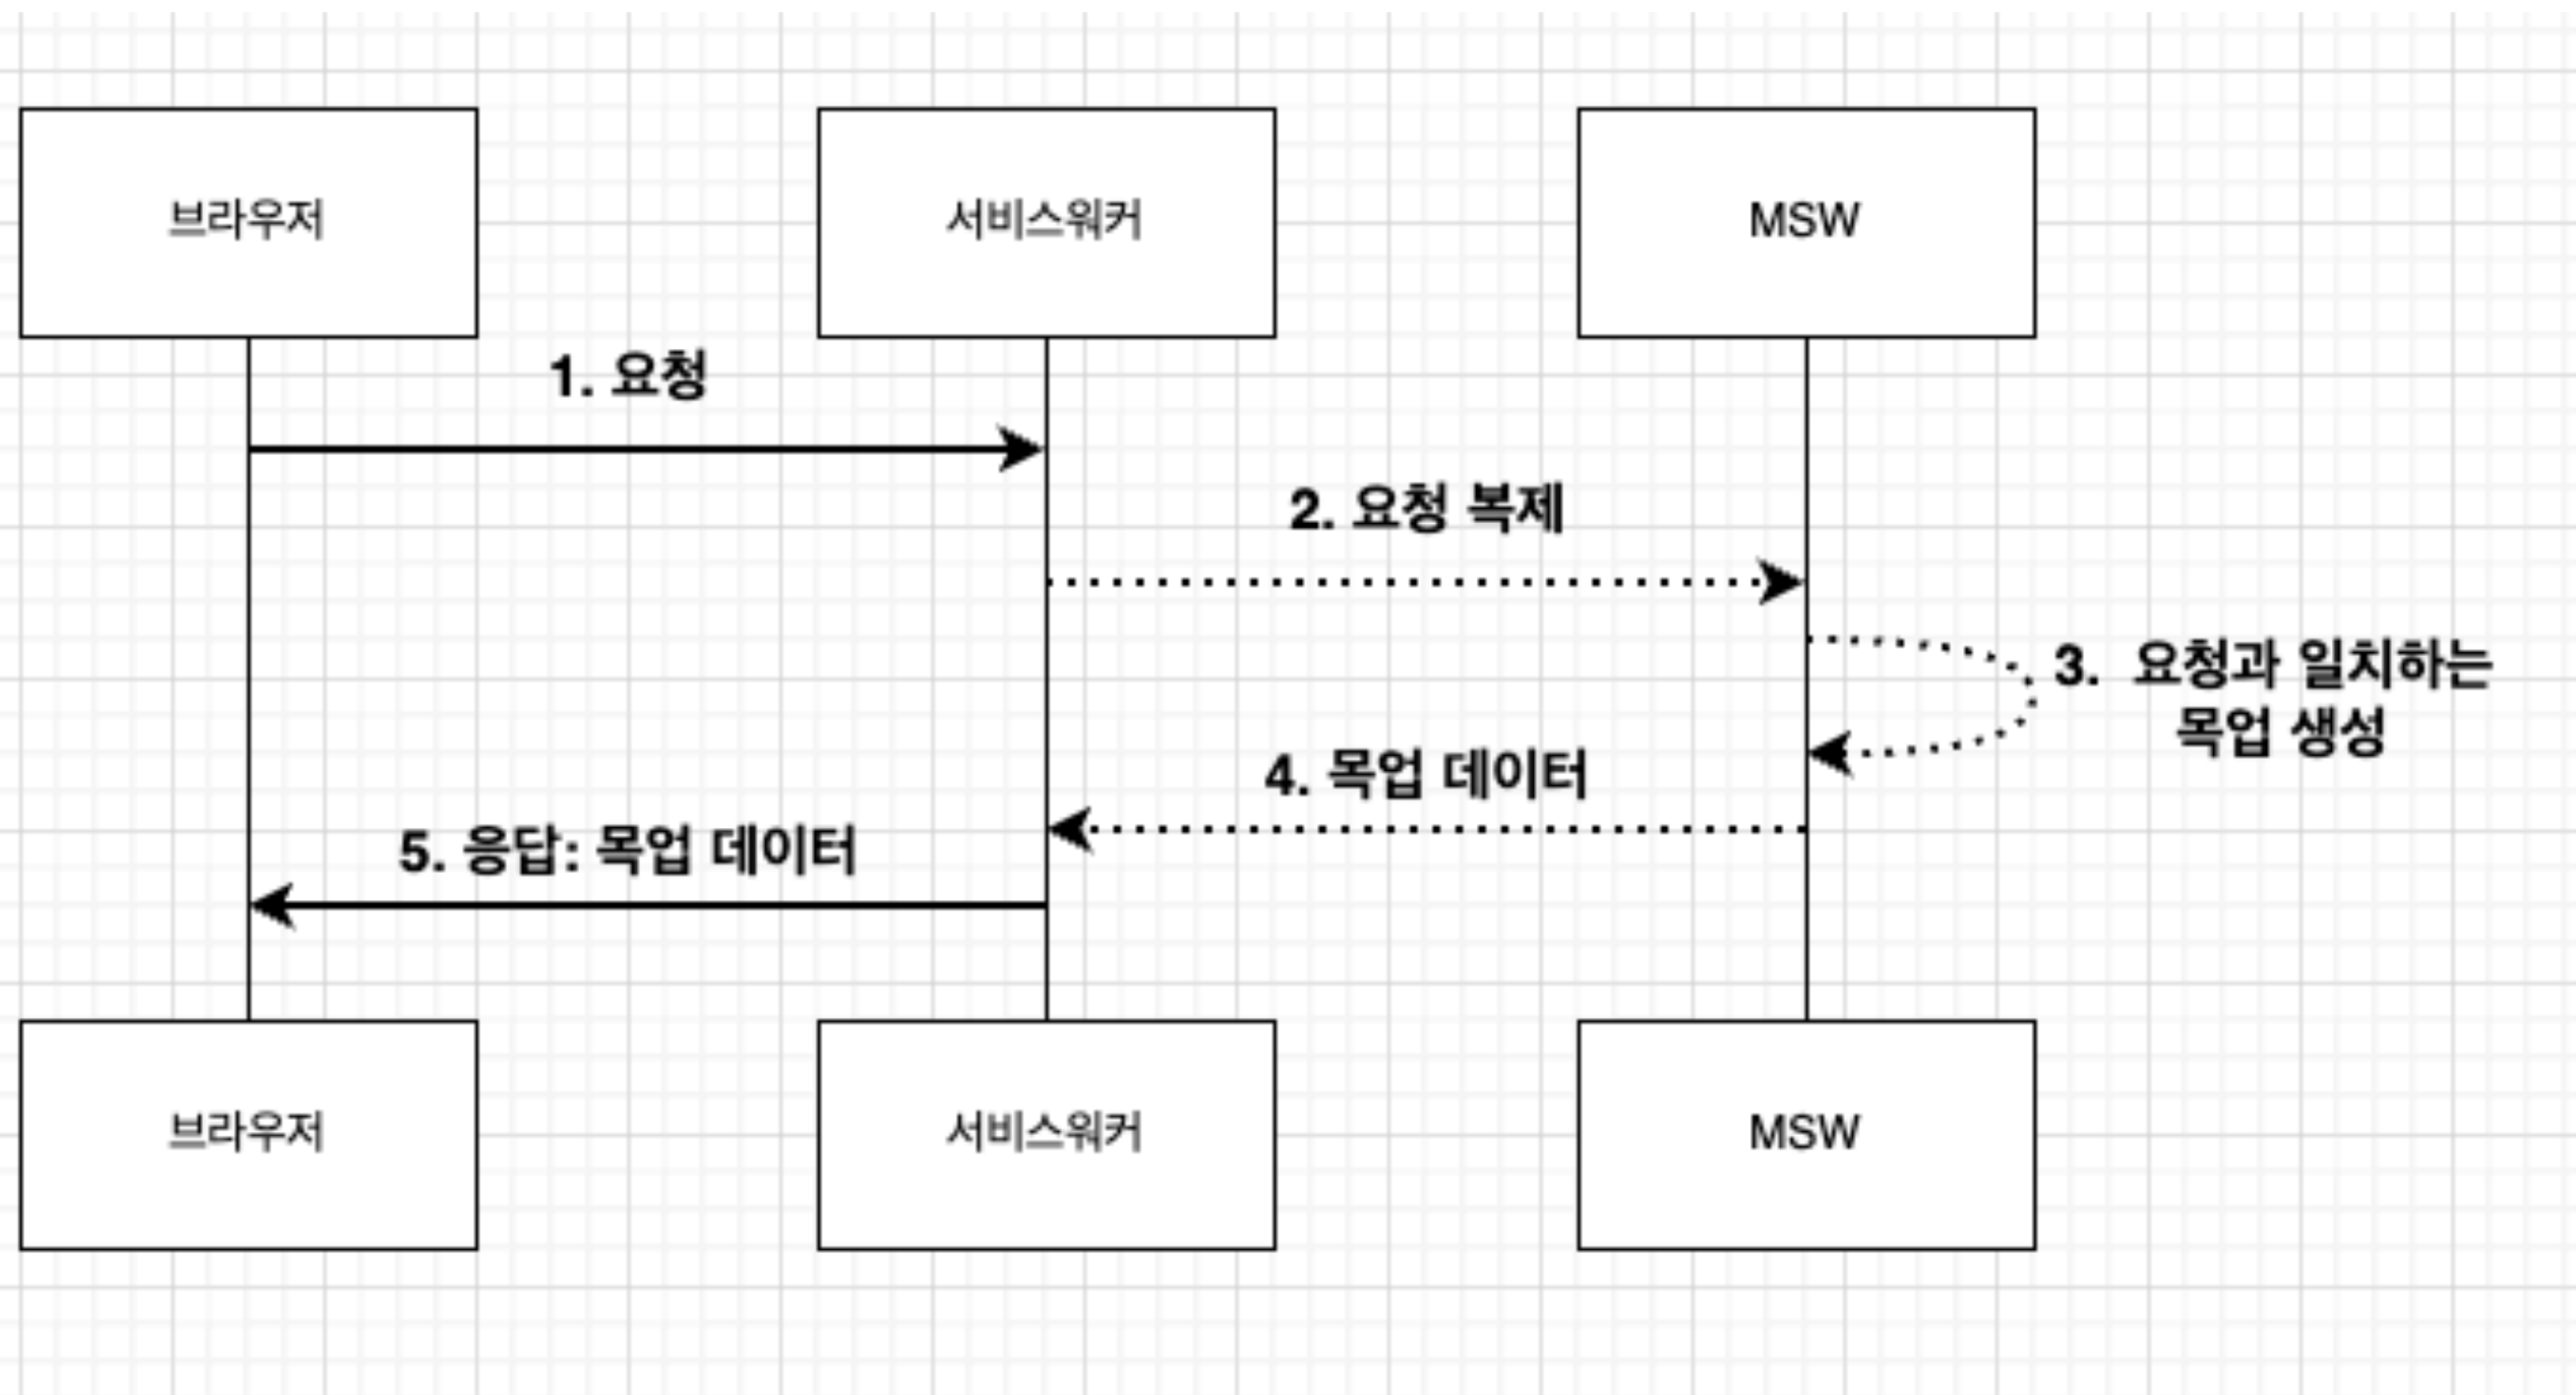 브라우저
서비스워커
MSW
1. 요청
2. 요청 복제
3. 요청과 일치하는
목업 생성
4. 목업 데이터
5. 응답: 목업 데이터
브라우저
서비스워커
MSW